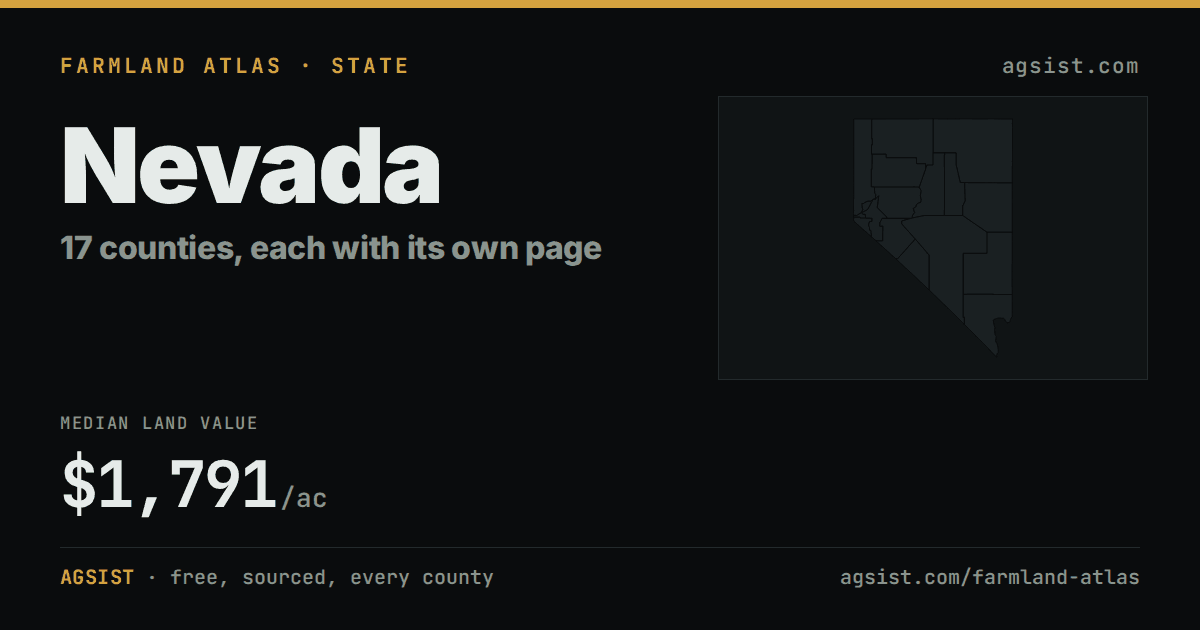 FARMLAND ATLAS · STATE
agsist.com
Nevada
17 counties, each with its own page
MEDIAN LAND VALUE
$1,791/ac
AGSIST · free, sourced, every county
agsist.com/farmland-atlas